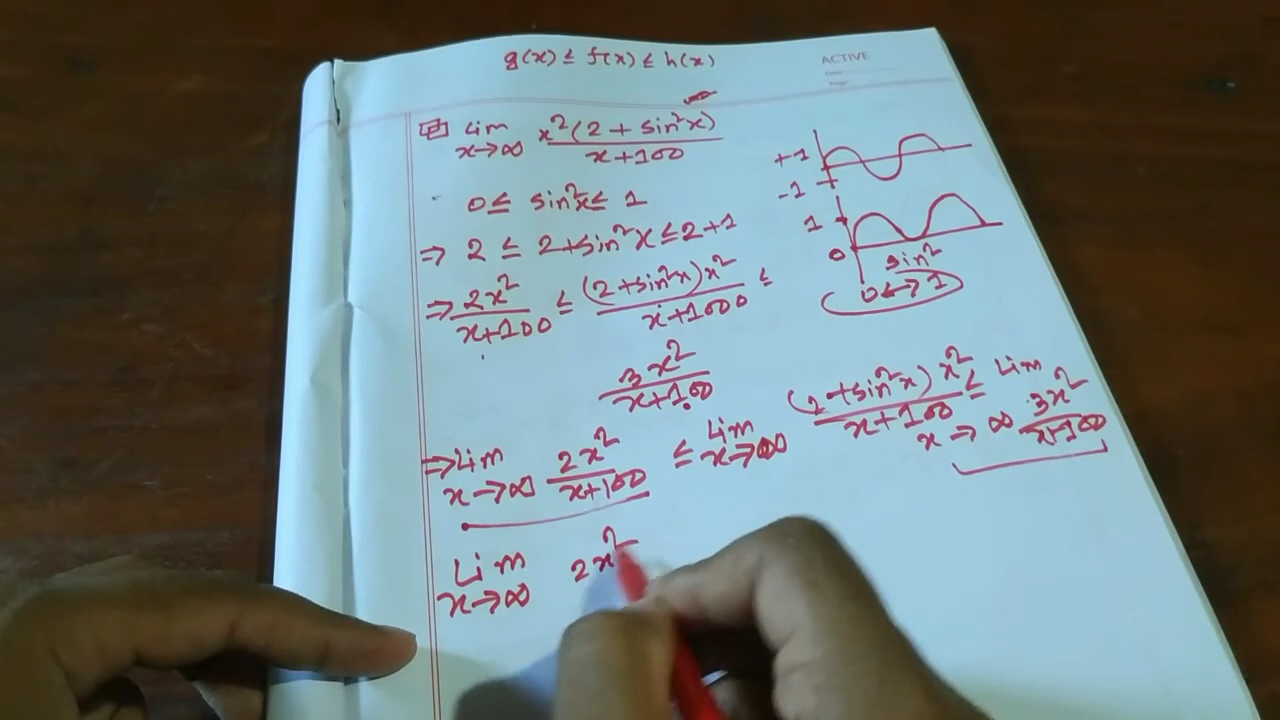 g(x) ≤ f(x) ≤ h(x)
ACTIVE
Lim x→∞ x²(2 + sin²x) / x+100
0 ≤ sin²x ≤ 1
⇒ 2 ≤ 2+sin²x ≤ 2+1
⇒ 2x² / x+100 ≤ (2+sin²x)x² / x+100 ≤
3x² / x+100
⇒ Lim x→∞ 2x² / x+100 ≤ Lim x→∞ (2+sin²x)x² / x+100 ≤ Lim x→∞ 3x² / x+100
Lim x→∞ 2x²
+1
-1
1
0
sin²
0↔1